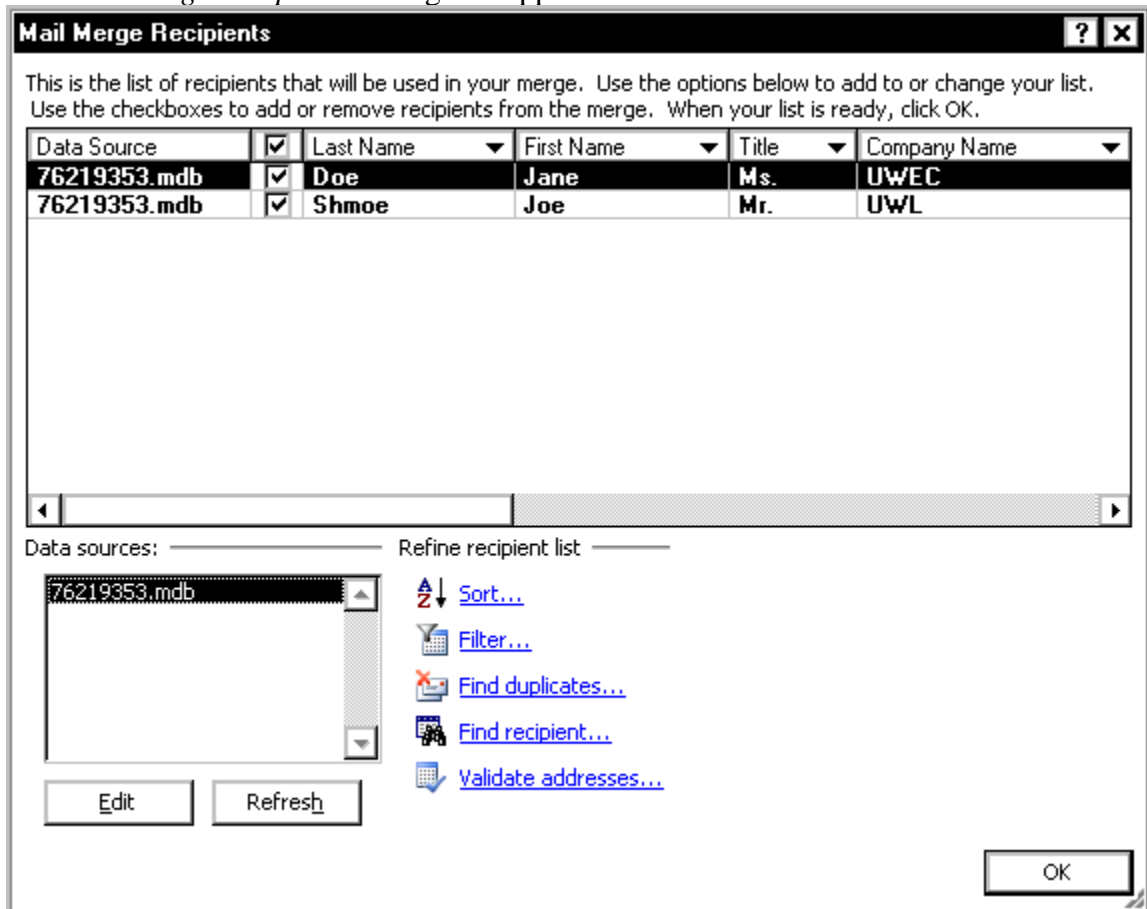 Mail Merge Recipients
This is the list of recipients that will be used in your merge. Use the options below to add to or change your list.
Use the checkboxes to add or remove recipients from the merge. When your list is ready, click OK.
Data Source Last Name First Name Title Company Name
76219353.mdb Doe Jane Ms. UWEC
76219353.mdb Shmoe Joe Mr. UWL
Data sources: Refine recipient list
76219353.mdb
Sort...
Filter...
Find duplicates...
Find recipient...
Validate addresses...
Edit Refresh
OK